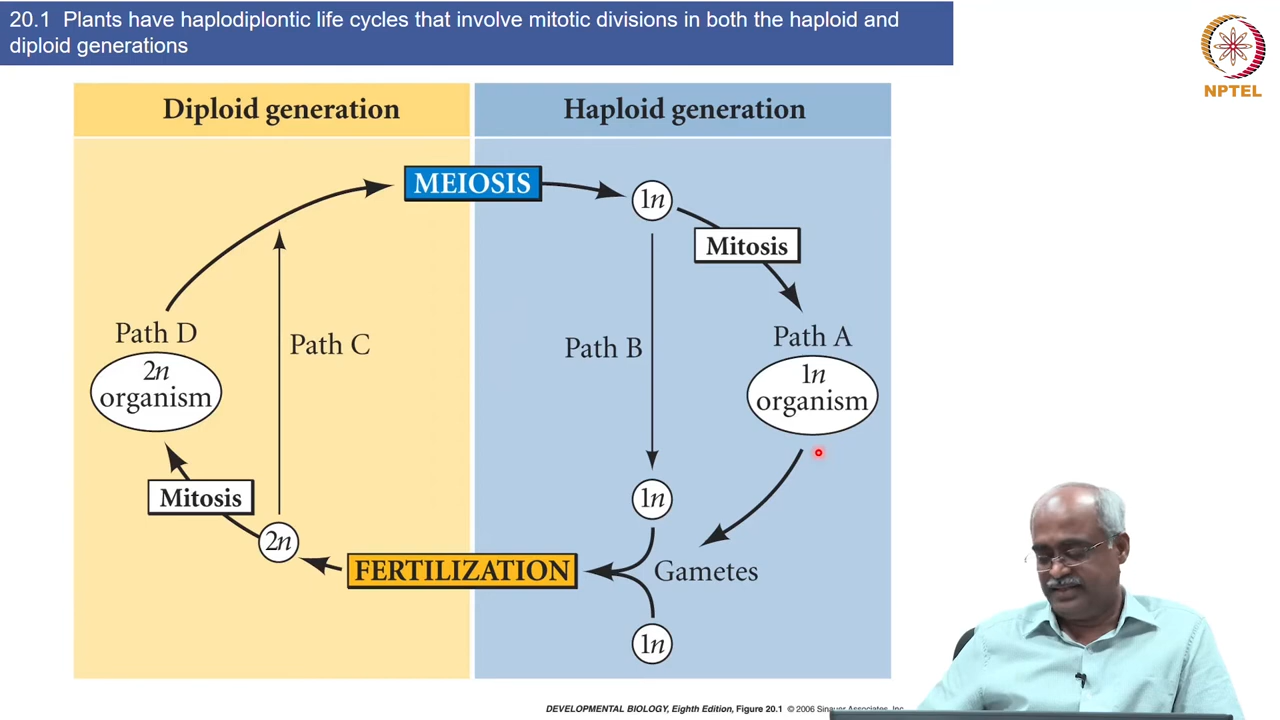 20.1 Plants have haplodiplontic life cycles that involve mitotic divisions in both the haploid and
diploid generations
NPTEL
Diploid generation
Haploid generation
MEIOSIS
1n
Mitosis
Path D
2n
organism
Path C
Path B
Path A
1n
organism
Mitosis
2n
1n
FERTILIZATION
Gametes
1n
DEVELOPMENTAL BIOLOGY, Eighth Edition, Figure 20.1 © 2006 Sinauer Associates, Inc.